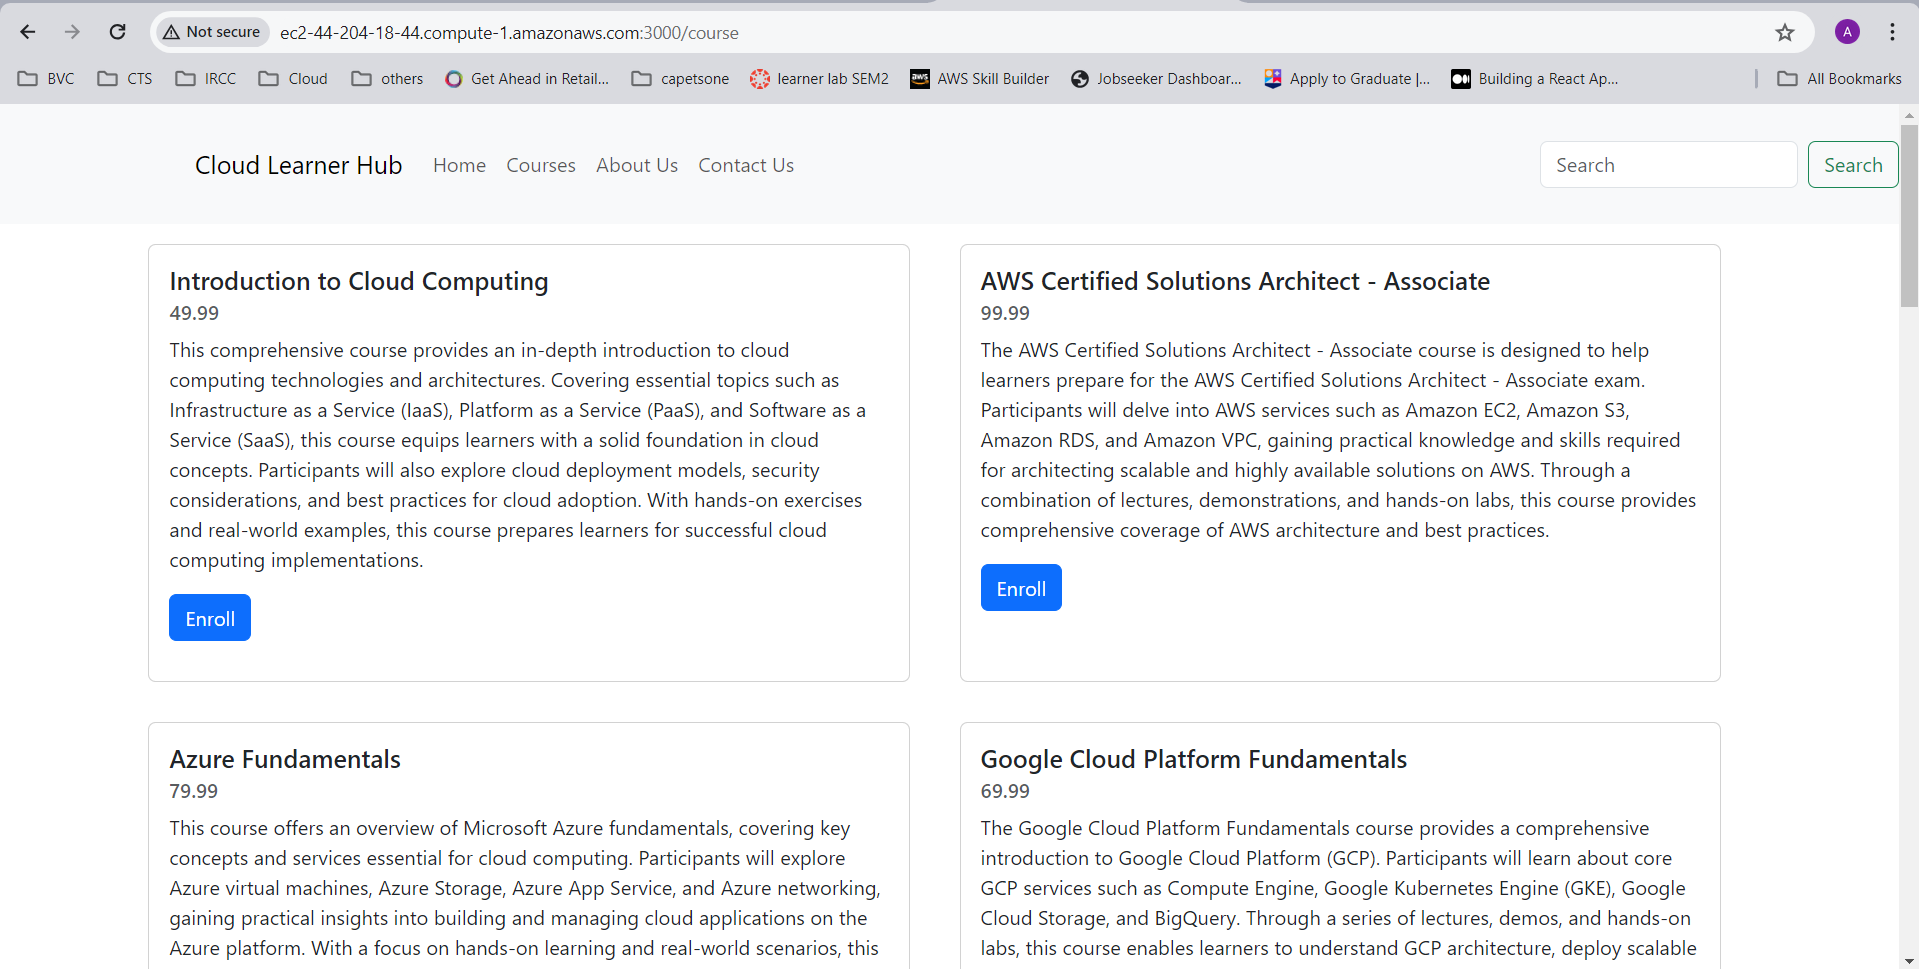 Not secure ec2-44-204-18-44.compute-1.amazonaws.com:3000/course A
BVC CTS IRCC Cloud others Get Ahead in Retail... capetsone learner lab SEM2 aws AWS Skill Builder Jobseeker Dashboar... Apply to Graduate |... Building a React Ap... All Bookmarks
Cloud Learner Hub Home Courses About Us Contact Us Search Search
Introduction to Cloud Computing
49.99
This comprehensive course provides an in-depth introduction to cloud
computing technologies and architectures. Covering essential topics such as
Infrastructure as a Service (IaaS), Platform as a Service (PaaS), and Software as a
Service (SaaS), this course equips learners with a solid foundation in cloud
concepts. Participants will also explore cloud deployment models, security
considerations, and best practices for cloud adoption. With hands-on exercises
and real-world examples, this course prepares learners for successful cloud
computing implementations.
Enroll
AWS Certified Solutions Architect - Associate
99.99
The AWS Certified Solutions Architect - Associate course is designed to help
learners prepare for the AWS Certified Solutions Architect - Associate exam.
Participants will delve into AWS services such as Amazon EC2, Amazon S3,
Amazon RDS, and Amazon VPC, gaining practical knowledge and skills required
for architecting scalable and highly available solutions on AWS. Through a
combination of lectures, demonstrations, and hands-on labs, this course provides
comprehensive coverage of AWS architecture and best practices.
Enroll
Azure Fundamentals
79.99
This course offers an overview of Microsoft Azure fundamentals, covering key
concepts and services essential for cloud computing. Participants will explore
Azure virtual machines, Azure Storage, Azure App Service, and Azure networking,
gaining practical insights into building and managing cloud applications on the
Azure platform. With a focus on hands-on learning and real-world scenarios, this
Google Cloud Platform Fundamentals
69.99
The Google Cloud Platform Fundamentals course provides a comprehensive
introduction to Google Cloud Platform (GCP). Participants will learn about core
GCP services such as Compute Engine, Google Kubernetes Engine (GKE), Google
Cloud Storage, and BigQuery. Through a series of lectures, demos, and hands-on
labs, this course enables learners to understand GCP architecture, deploy scalable